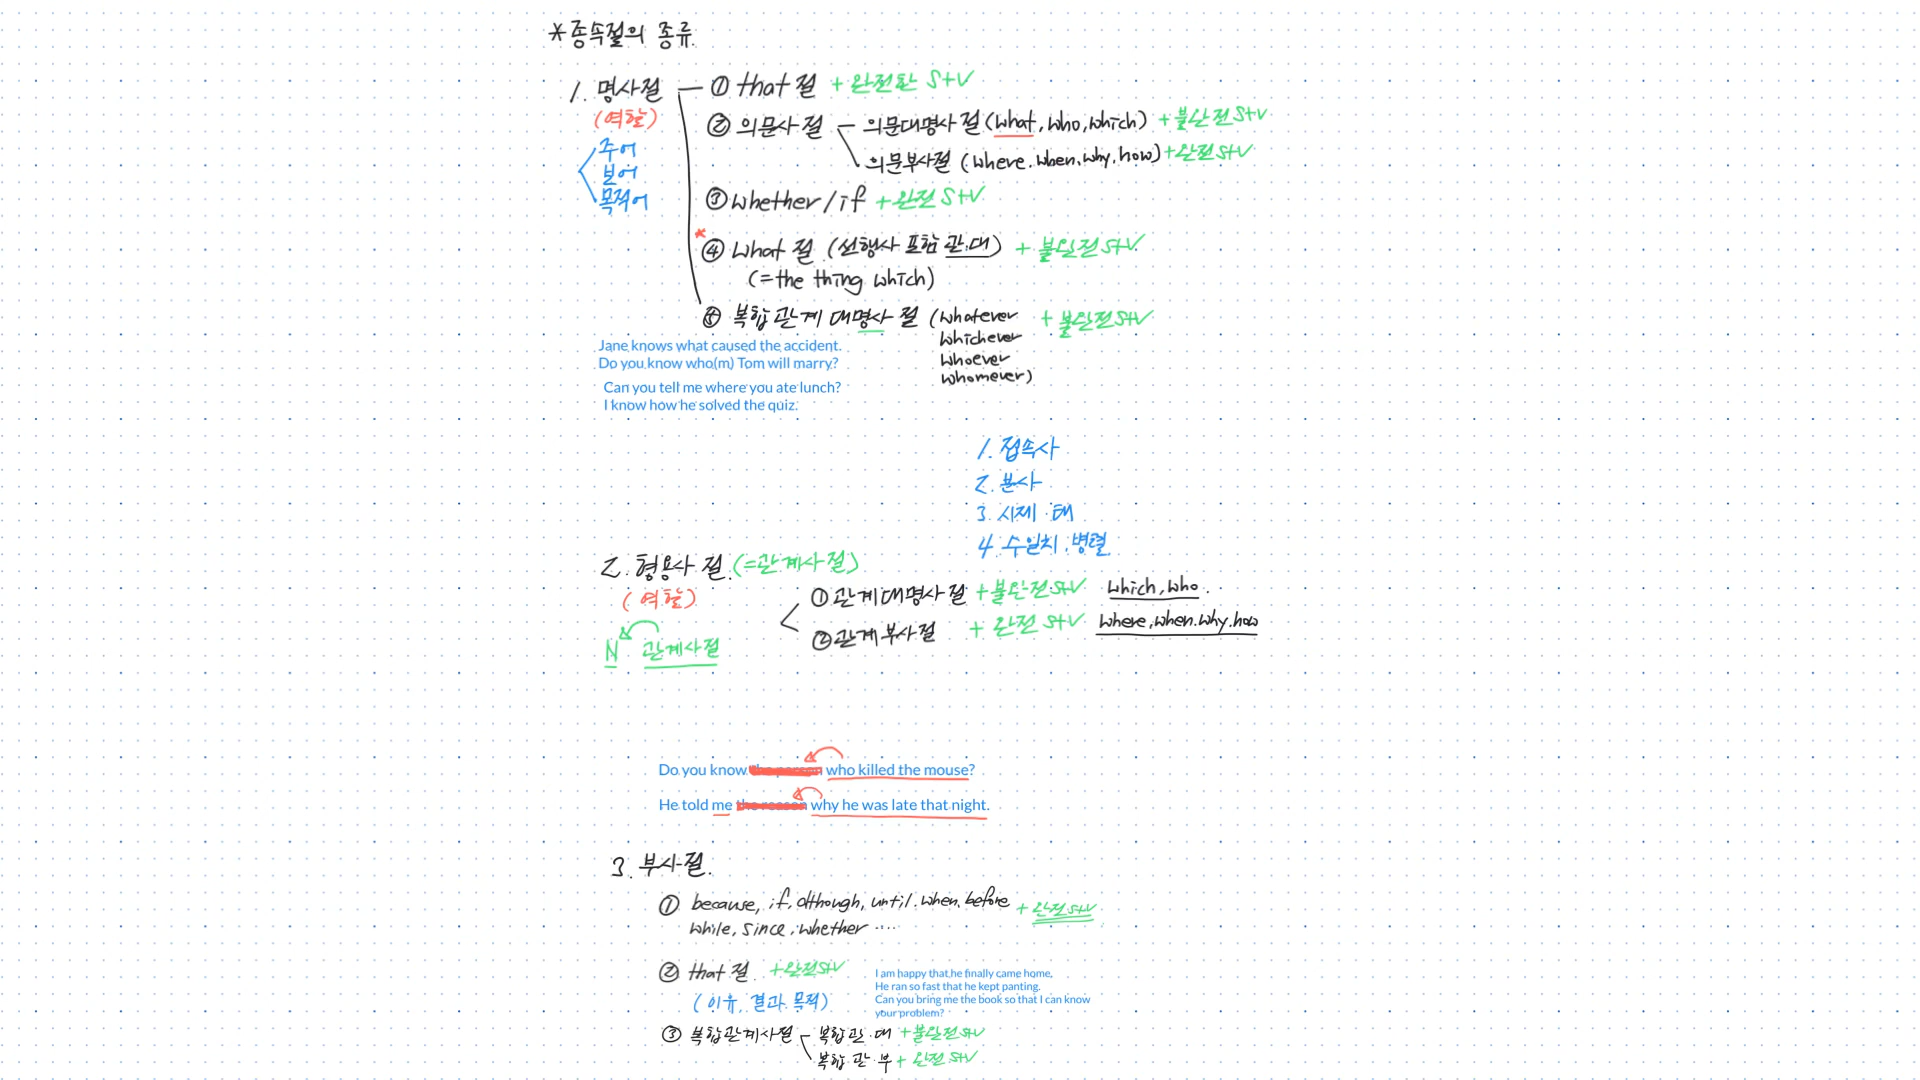 *종속절의 종류
1. 명사절 ① that 절 + 완전한 S+V
(역할)
주어
보어
목적어
② 의문사절 - 의문대명사절 (what, who, which) + 불완전 S+V
의문부사절 (where. when, why, how) + 완전 S+V
③ whether/if + 완전 S+V
* ④ what 절 (선행사 포함 관.대) + 불완전 S+V
(=the thing which)
⑤ 복합관계대명사절 (whatever + 불완전 S+V
whichever
whoever
whomever)
Jane knows what caused the accident.
Do you know who(m) Tom will marry?
Can you tell me where you ate lunch?
I know how he solved the quiz.
1. 접속사
2. 분사
3. 시제·태
4. 수일치, 병렬
2. 형용사 절 (=관계사절)
(역할)
N 관계사절
① 관계대명사절 + 불완전 S+V which, who..
② 관계부사절 + 완전 S+V where, when. why. how
Do you know the person who killed the mouse?
He told me the reason why he was late that night.
3. 부사절.
① because, if, although, until. when. before + 완전 S+V
while, since, whether ....
② that 절 + 완전 S+V
(이유, 결과, 목적)
I am happy that he finally came home.
He ran so fast that he kept panting.
Can you bring me the book so that I can know
your problem?
③ 복합관계사절 - 복합관.대 + 불완전 S+V
복합관.부 + 완전 S+V